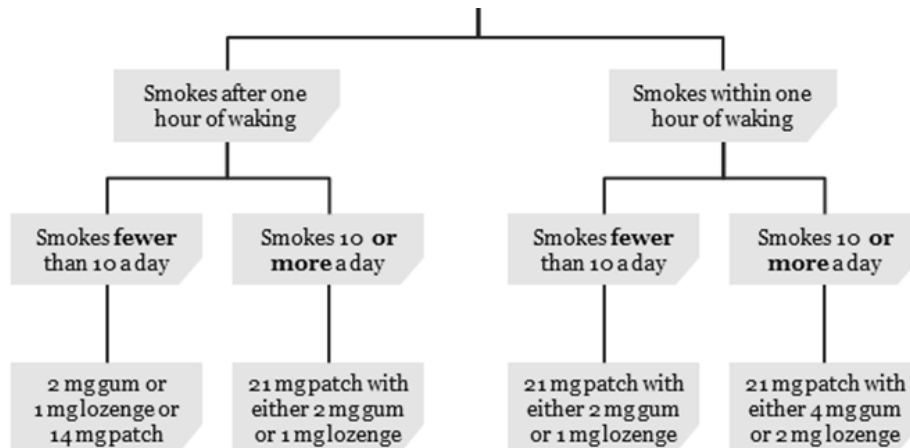 Smokes after one
hour of waking
Smokes within one
hour of waking
Smokes fewer
than 10 a day
Smokes 10 or
more a day
Smokes fewer
than 10 a day
Smokes 10 or
more a day
2 mg gum or
1 mg lozenge or
14 mg patch
21 mg patch with
either 2 mg gum
or 1 mg lozenge
21 mg patch with
either 2 mg gum
or 1 mg lozenge
21 mg patch with
either 4 mg gum
or 2 mg lozenge